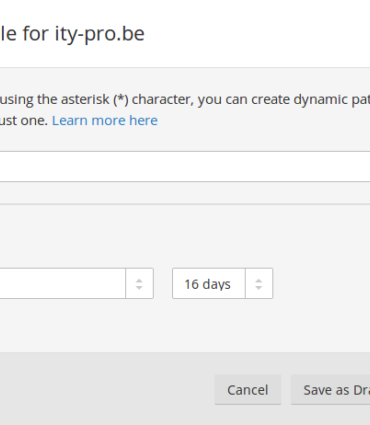 le for ity-pro.be
using the asterisk (*) character, you can create dynamic pat
ust one. Learn more here
16 days
Cancel
Save as Dra